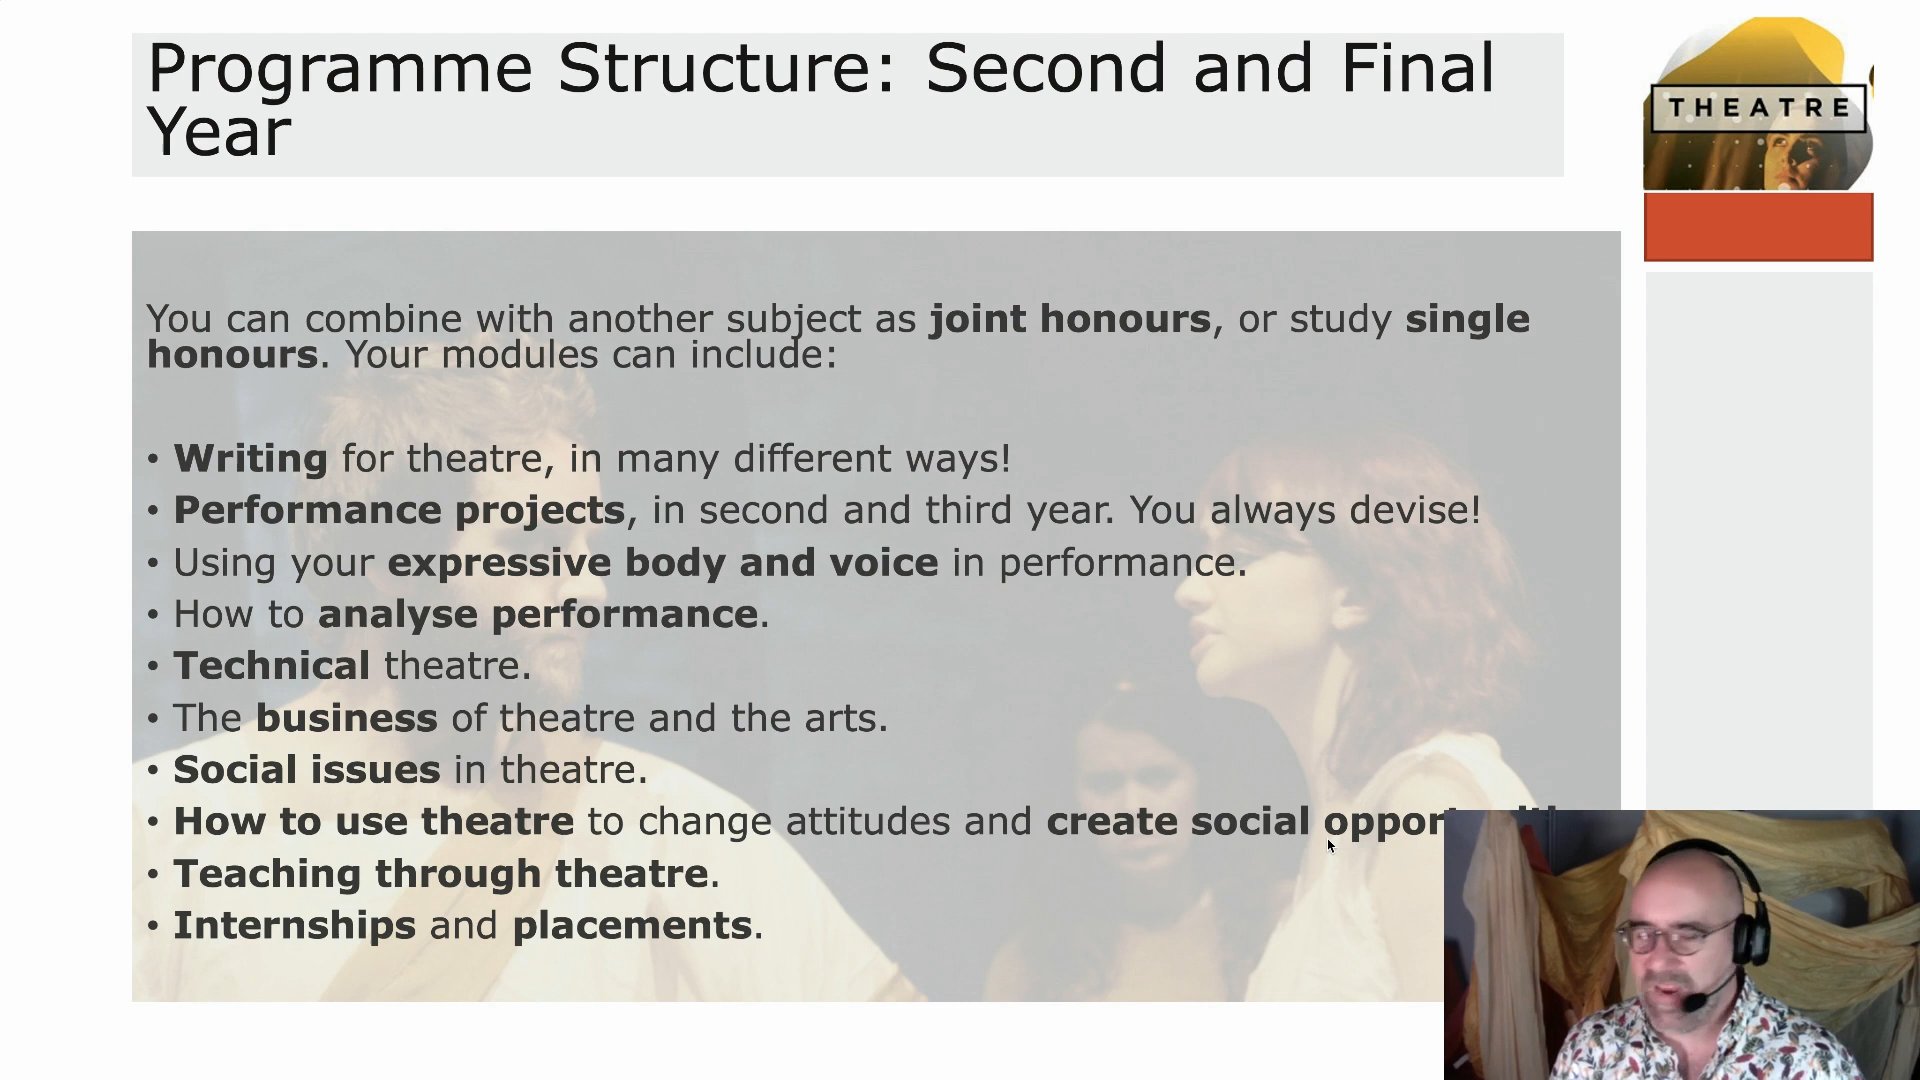 Programme Structure: Second and Final
Year
THEATRE
You can combine with another subject as joint honours, or study single
honours. Your modules can include:
• Writing for theatre, in many different ways!
• Performance projects, in second and third year. You always devise!
• Using your expressive body and voice in performance.
• How to analyse performance.
• Technical theatre.
• The business of theatre and the arts.
• Social issues in theatre.
• How to use theatre to change attitudes and create social
• Teaching through theatre.
• Internships and placements.